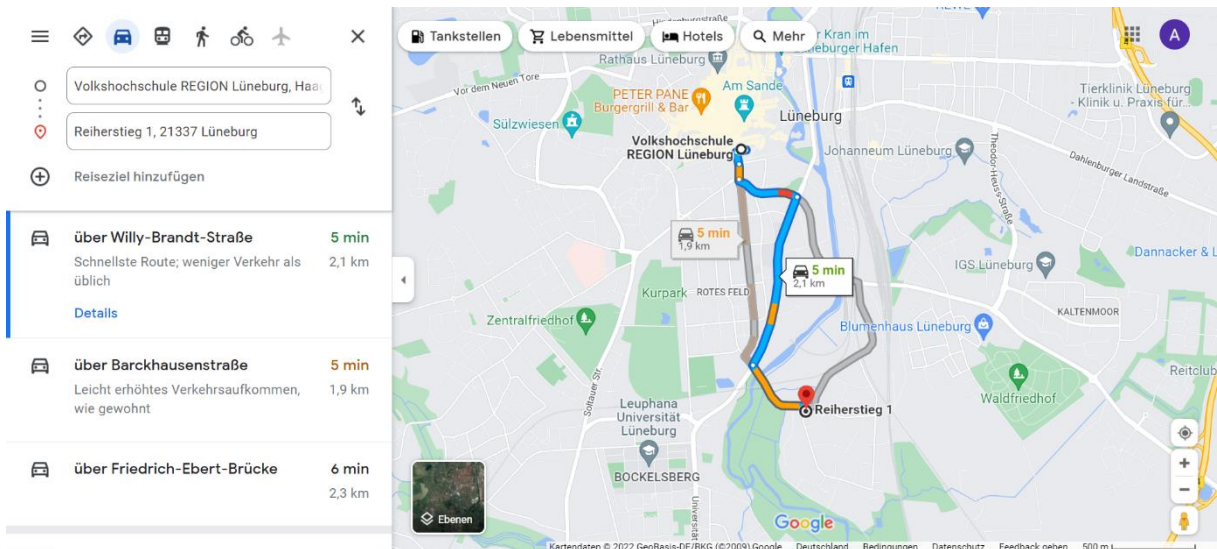 Volkshochschule REGION Lüneburg, Haa
Reiherstieg 1, 21337 Lüneburg
Reiseziel hinzufügen
über Willy-Brandt-Straße 5 min
Schnellste Route; weniger Verkehr als 2,1 km
üblich
Details
über Barckhausenstraße 5 min
Leicht erhöhtes Verkehrsaufkommen, 1,9 km
wie gewohnt
über Friedrich-Ebert-Brücke 6 min
2,3 km
Tankstellen Lebensmittel Hotels Mehr A
Kran im
Rathaus Lüneburg
Vor dem Neuen Tore
PETER PANE
Burgergrill & Bar
Am Sande
Sülzwiesen
Lüneburg
Tierklinik Lüneburg
- Klinik u. Praxis für...
Volkshochschule
REGION Lüneburg
Johanneum Lüneburg
Theodor-Heuss-Straße
Dahlenburger Landstraße
5 min
1,9 km
5 min
2,1 km
IGS Lüneburg
Dannacker & L
Kurpark
ROTES FELD
KALTENMOOR
Zentralfriedhof
Blumenhaus Lüneburg
Soltauer Str.
Reitclub
Waldfriedhof
Leuphana
Universität
Lüneburg
Reiherstieg 1
BOCKELSBERG
Ebenen
Google
Kartendaten © 2022 GeoBasis-DE/BKG (©2009) Google Deutschland Bedingungen Datenschutz Feedback geben 500 m